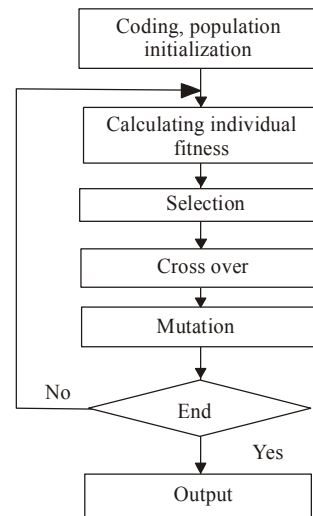 Coding, population
initialization
Calculating individual
fitness
Selection
Cross over
Mutation
No
End
Yes
Output